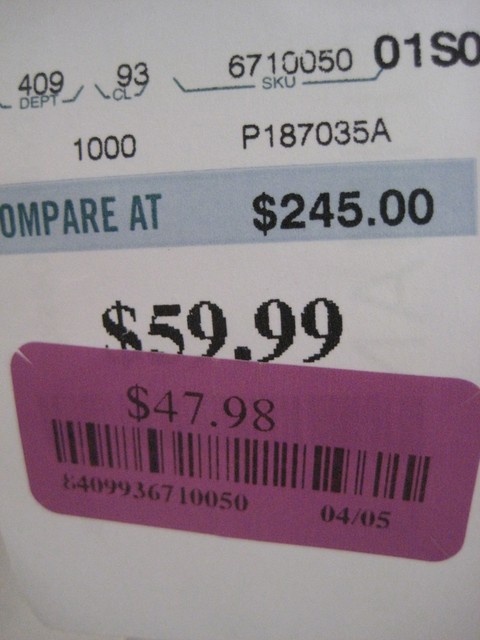 409 93 6710050 01S0
DEPT CL SKU
1000 P187035A
OMPARE AT $245.00
$59.99
$47.98
8409936710050
04/05